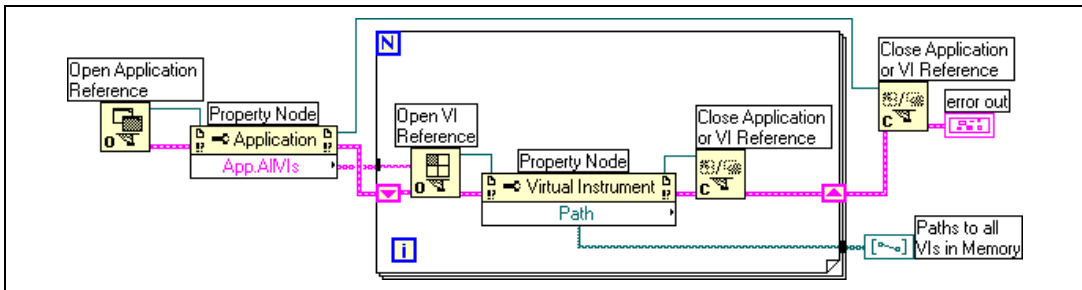 Open Application
Reference
O
Property Node
Application
!?
!?
App.AllVIs
N
Open VI
Reference
O
Property Node
Virtual Instrument
!?
!?
Path
Close Application
or VI Reference
C
i
Close Application
or VI Reference
C
error out
Paths to all
VIs in Memory